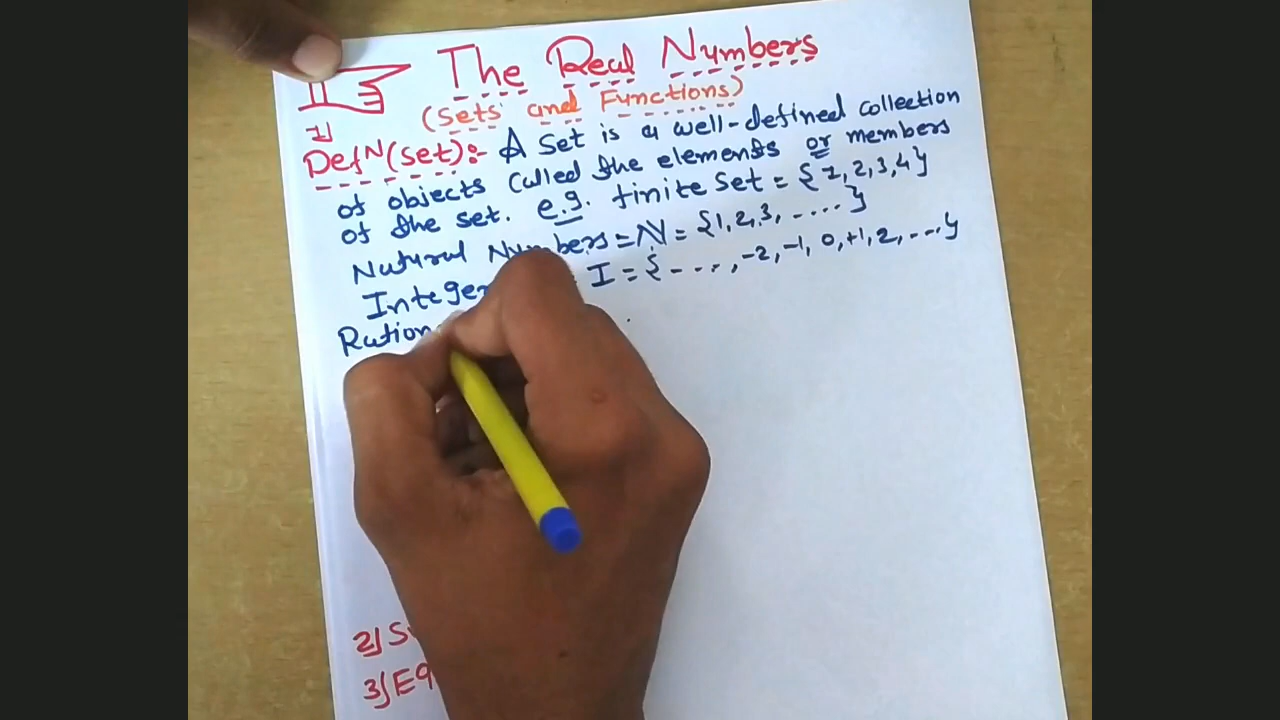 The Real Numbers
(Sets and Functions)
1)
Defᴺ(Set):- A Set is a well-defined collection
of objects Called the elements or members
of the set. e.g. finite Set = {1,2,3,4}
Natural Numbers = N = {1,2,3, .....}
I = {- - - -, -2, -1, 0, +1, 2, ....}
2)
3)